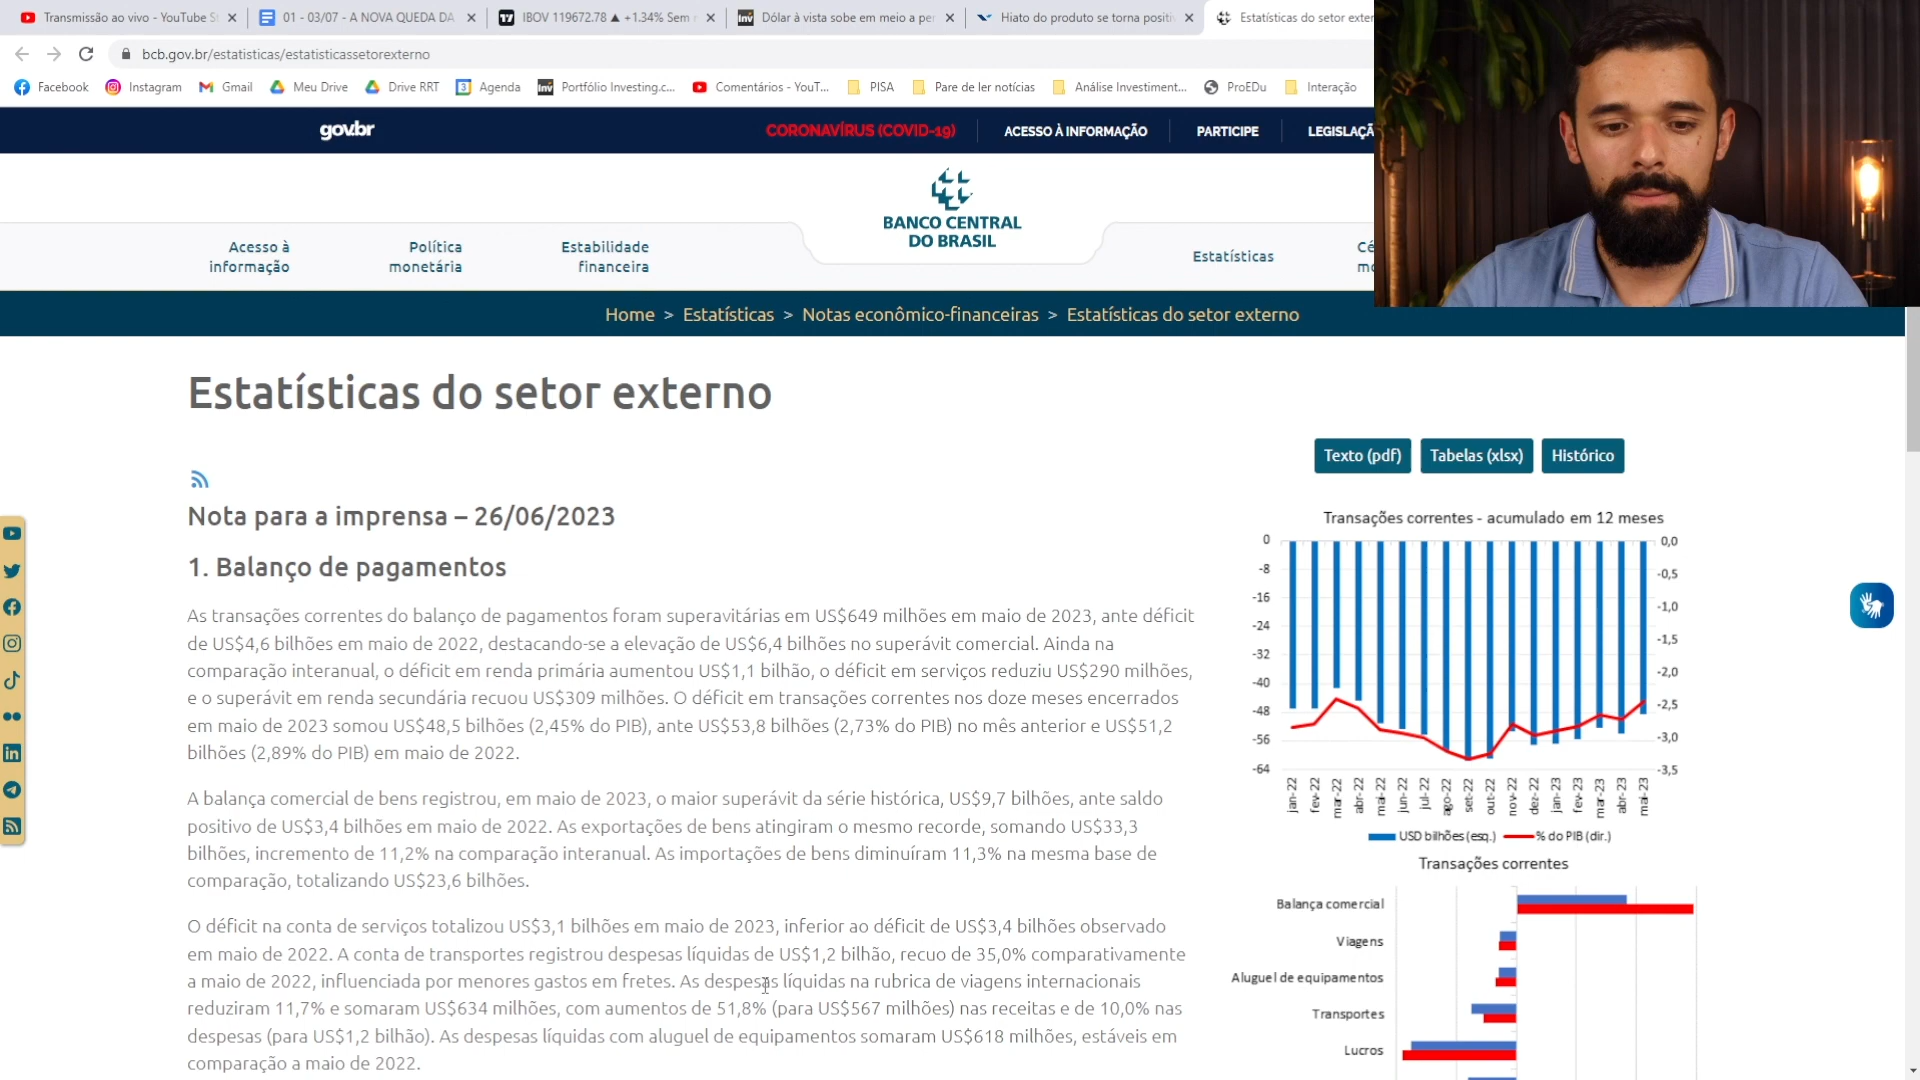 Transmissão ao vivo - YouTube S
01 - 03/07 - A NOVA QUEDA DA
IBOV 119672.78 ▲ +1.34% Sem
Dólar à vista sobe em meio a pe
Hiato do produto se torna positi
Estatísticas do setor exter
bcb.gov.br/estatisticas/estatisticassetorexterno
Facebook
Instagram
Gmail
Meu Drive
Drive RRT
Agenda
Portfólio Investing.c...
Comentários - YouT...
PISA
Pare de ler notícias
Análise Investiment...
ProEdu
Interação
gov.br
CORONAVÍRUS (COVID-19)
ACESSO À INFORMAÇÃO
PARTICIPE
LEGISLAÇÃ
BANCO CENTRAL
DO BRASIL
Acesso à
informação
Política
monetária
Estabilidade
financeira
Estatísticas
Cé
mo
Home > Estatísticas > Notas econômico-financeiras > Estatísticas do setor externo
Estatísticas do setor externo
Texto (pdf)
Tabelas (xlsx)
Histórico
Nota para a imprensa – 26/06/2023
1. Balanço de pagamentos
As transações correntes do balanço de pagamentos foram superavitárias em US$649 milhões em maio de 2023, ante déficit
de US$4,6 bilhões em maio de 2022, destacando-se a elevação de US$6,4 bilhões no superávit comercial. Ainda na
comparação interanual, o déficit em renda primária aumentou US$1,1 bilhão, o déficit em serviços reduziu US$290 milhões,
e o superávit em renda secundária recuou US$309 milhões. O déficit em transações correntes nos doze meses encerrados
em maio de 2023 somou US$48,5 bilhões (2,45% do PIB), ante US$53,8 bilhões (2,73% do PIB) no mês anterior e US$51,2
bilhões (2,89% do PIB) em maio de 2022.
A balança comercial de bens registrou, em maio de 2023, o maior superávit da série histórica, US$9,7 bilhões, ante saldo
positivo de US$3,4 bilhões em maio de 2022. As exportações de bens atingiram o mesmo recorde, somando US$33,3
bilhões, incremento de 11,2% na comparação interanual. As importações de bens diminuíram 11,3% na mesma base de
comparação, totalizando US$23,6 bilhões.
O déficit na conta de serviços totalizou US$3,1 bilhões em maio de 2023, inferior ao déficit de US$3,4 bilhões observado
em maio de 2022. A conta de transportes registrou despesas líquidas de US$1,2 bilhão, recuo de 35,0% comparativamente
a maio de 2022, influenciada por menores gastos em fretes. As despesas líquidas na rubrica de viagens internacionais
reduziram 11,7% e somaram US$634 milhões, com aumentos de 51,8% (para US$567 milhões) nas receitas e de 10,0% nas
despesas (para US$1,2 bilhão). As despesas líquidas com aluguel de equipamentos somaram US$618 milhões, estáveis em
comparação a maio de 2022.
Transações correntes - acumulado em 12 meses
0
-8
-16
-24
-32
-40
-48
-56
-64
0,0
-0,5
-1,0
-1,5
-2,0
-2,5
-3,0
-3,5
jan-22
fev-22
mar-22
abr-22
mai-22
jun-22
jul-22
ago-22
set-22
out-22
nov-22
dez-22
jan-23
fev-23
mar-23
abr-23
mai-23
USD bilhões (esq.)
% do PIB (dir.)
Transações correntes
Balança comercial
Viagens
Aluguel de equipamentos
Transportes
Lucros